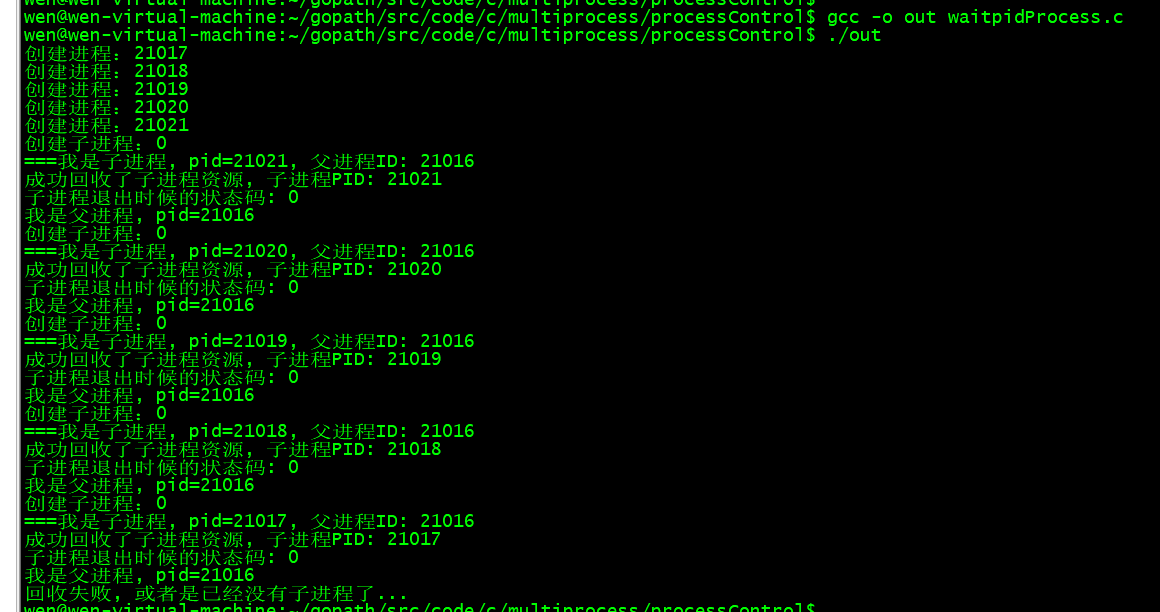 wen@wen-virtual-machine:~/gopath/src/code/c/multiprocess/processControl$
wen@wen-virtual-machine:~/gopath/src/code/c/multiprocess/processControl$ gcc -o out waitpidProcess.c
wen@wen-virtual-machine:~/gopath/src/code/c/multiprocess/processControl$ ./out
创建进程：21017
创建进程：21018
创建进程：21019
创建进程：21020
创建进程：21021
创建子进程：0
===我是子进程, pid=21021, 父进程ID: 21016
成功回收了子进程资源, 子进程PID: 21021
子进程退出时候的状态码: 0
我是父进程, pid=21016
创建子进程：0
===我是子进程, pid=21020, 父进程ID: 21016
成功回收了子进程资源, 子进程PID: 21020
子进程退出时候的状态码: 0
我是父进程, pid=21016
创建子进程：0
===我是子进程, pid=21019, 父进程ID: 21016
成功回收了子进程资源, 子进程PID: 21019
子进程退出时候的状态码: 0
我是父进程, pid=21016
创建子进程：0
===我是子进程, pid=21018, 父进程ID: 21016
成功回收了子进程资源, 子进程PID: 21018
子进程退出时候的状态码: 0
我是父进程, pid=21016
创建子进程：0
===我是子进程, pid=21017, 父进程ID: 21016
成功回收了子进程资源, 子进程PID: 21017
子进程退出时候的状态码: 0
我是父进程, pid=21016
回收失败, 或者是已经没有子进程了...
wen@wen-virtual-machine:~/gopath/src/code/c/multiprocess/processControl$